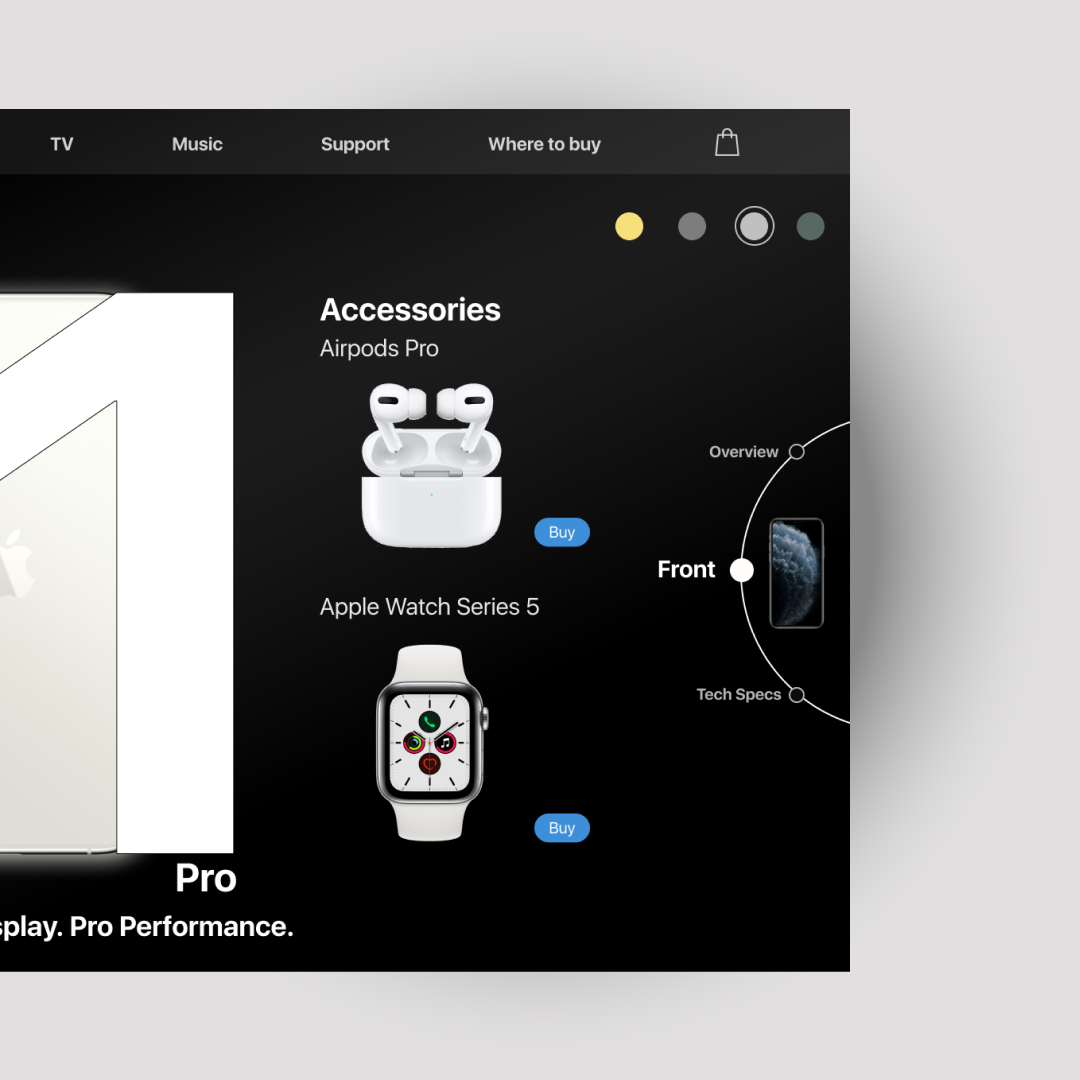 TV
Music
Support
Where to buy
Accessories
Airpods Pro
Buy
Overview
Front
Tech Specs
Apple Watch Series 5
Buy
Pro
splay. Pro Performance.